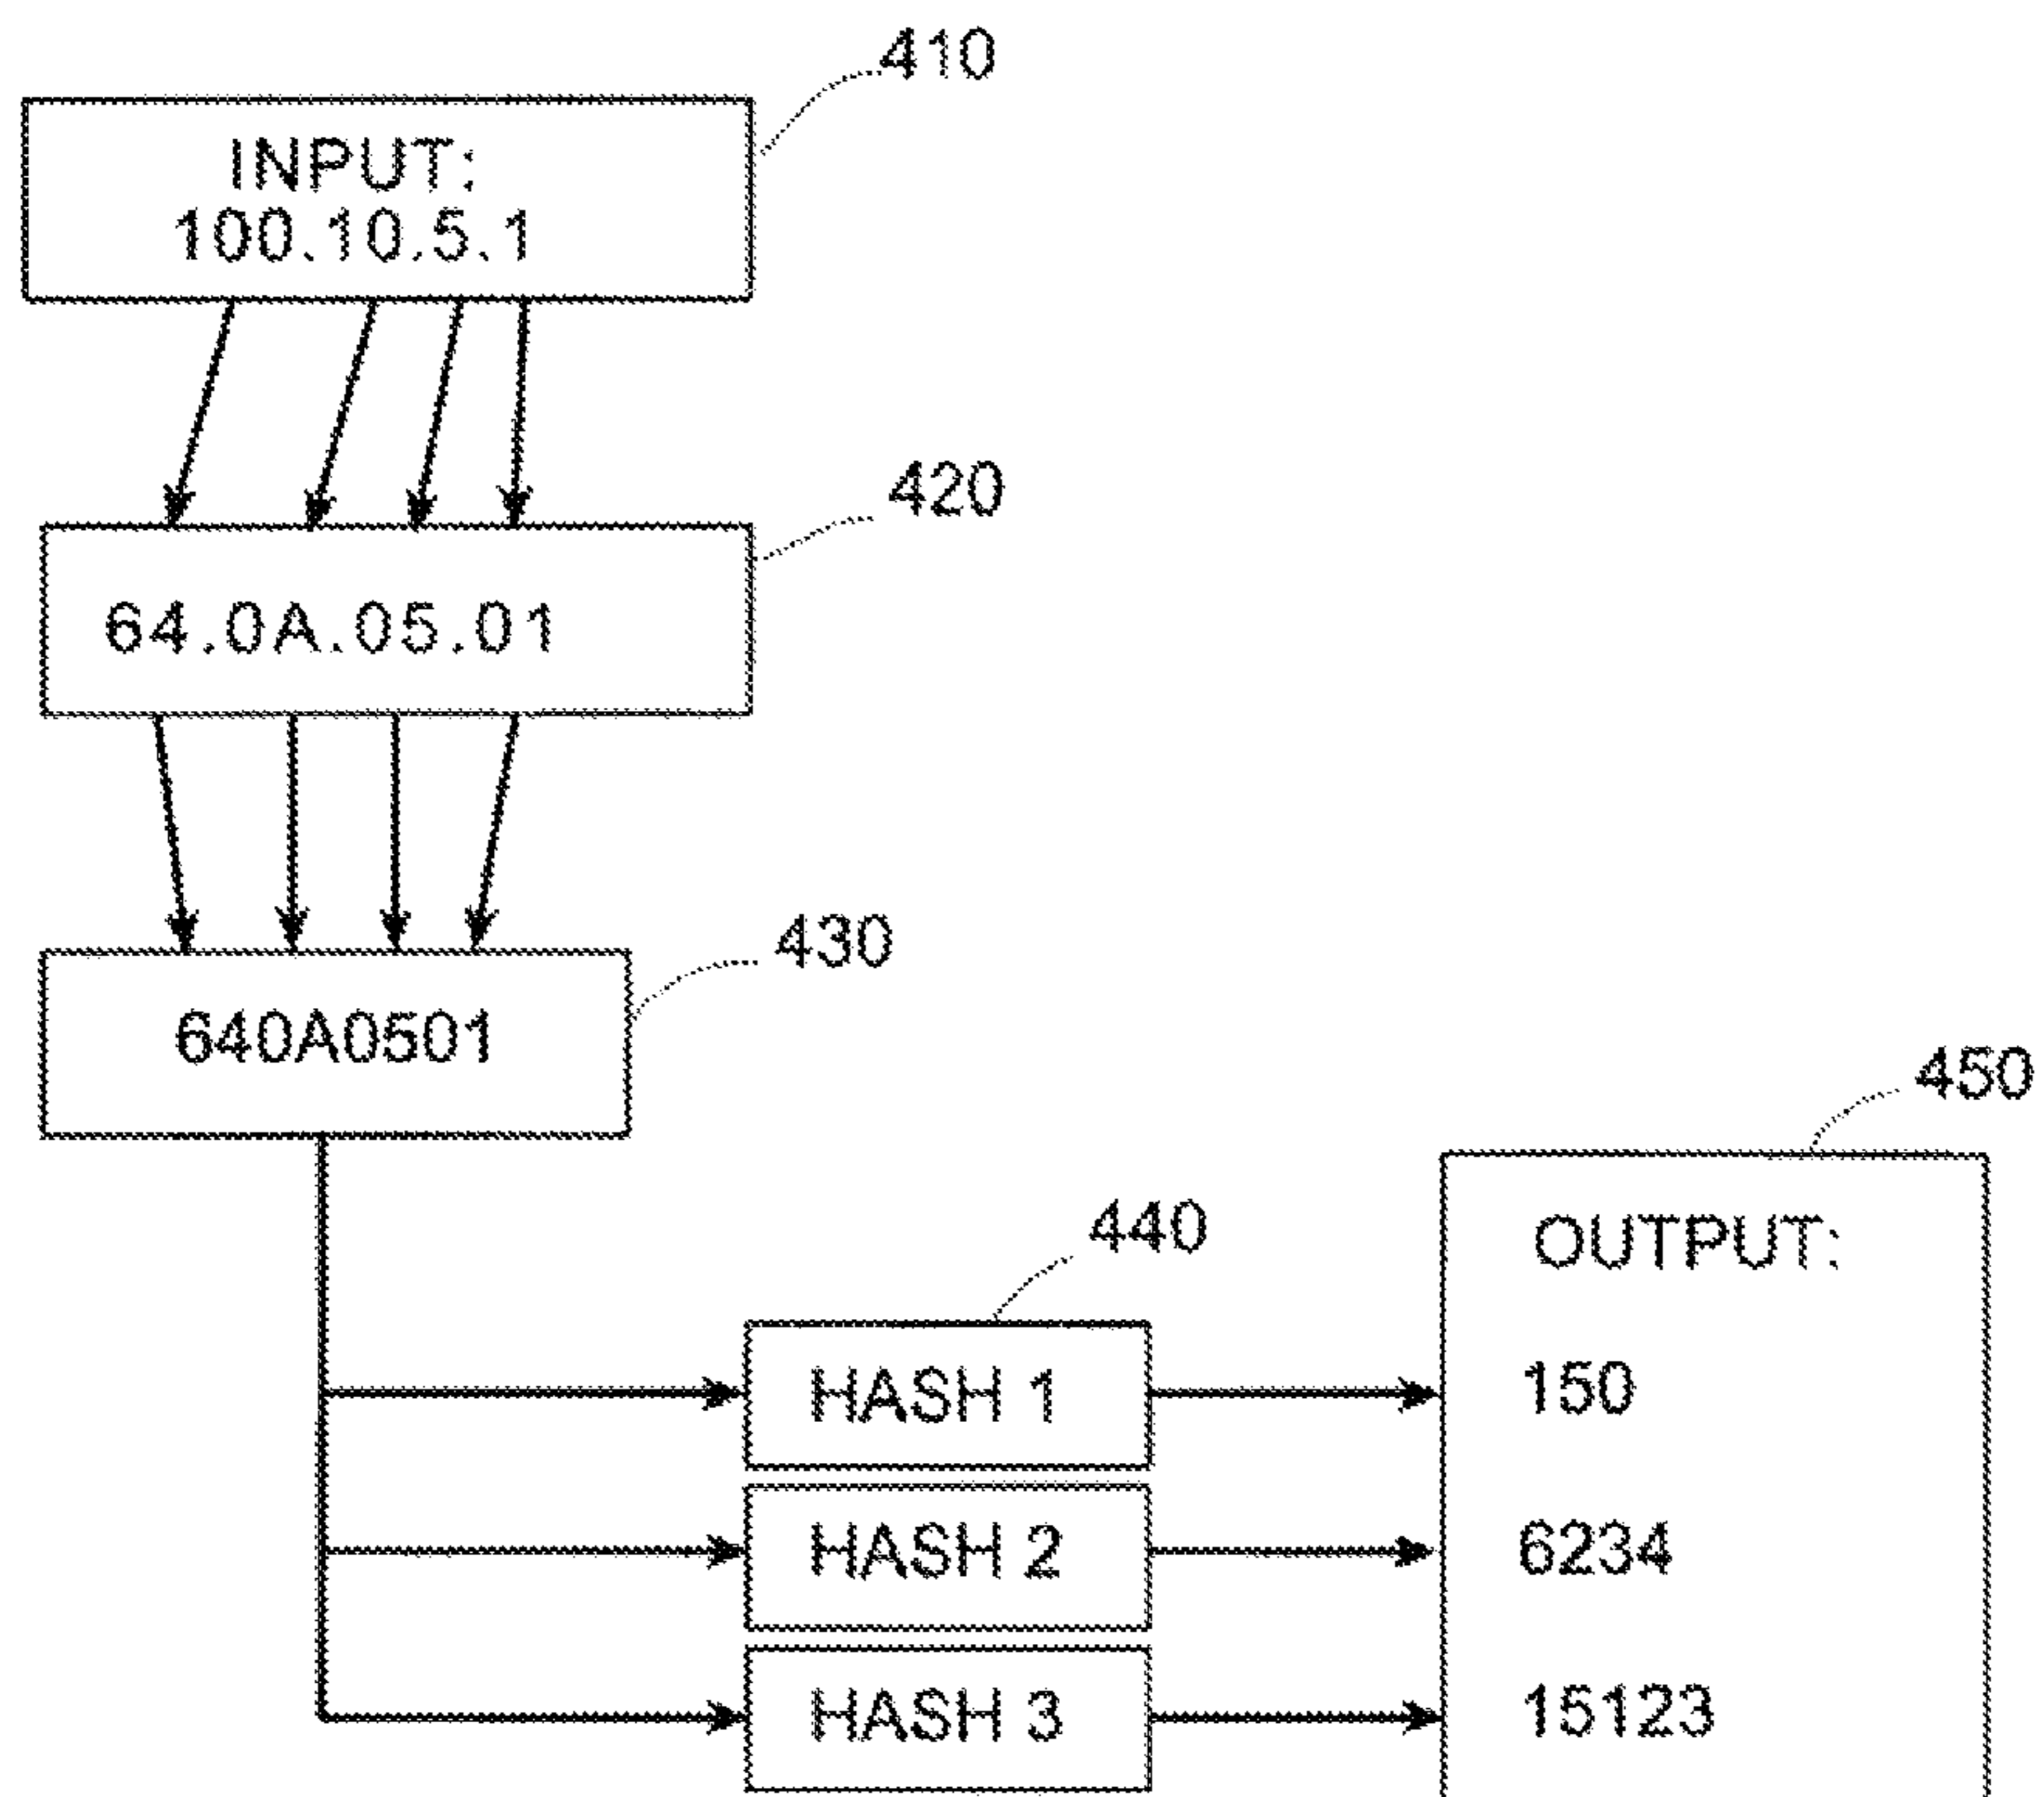 410
INPUT:
100.10.5.1
420
64.0A.05.01
430
640A0501
450
440
OUTPUT:
HASH 1
150
HASH 2
6234
HASH 3
15123